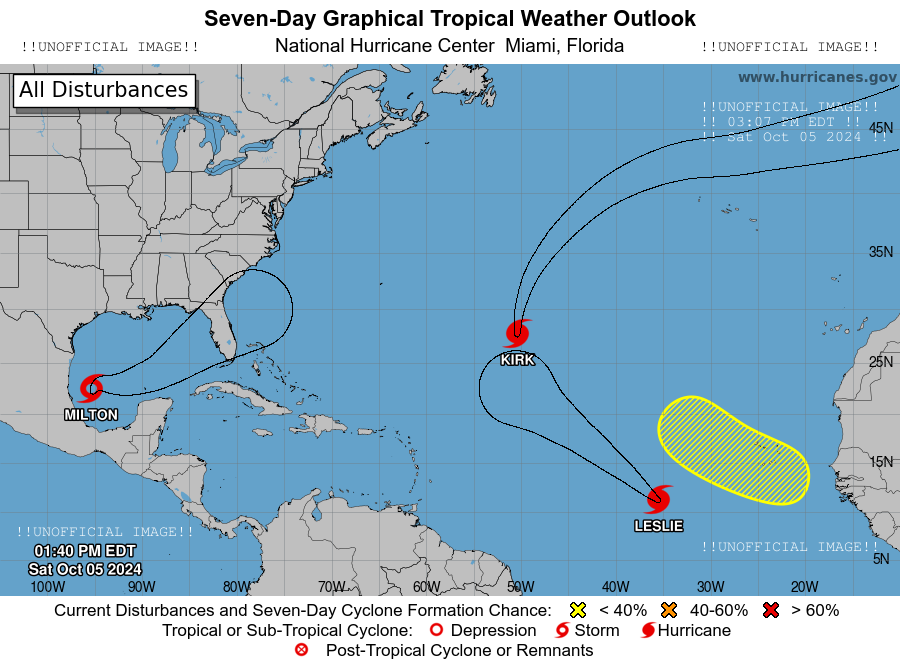 Seven-Day Graphical Tropical Weather Outlook
!!UNOFFICIAL IMAGE!! National Hurricane Center Miami, Florida !!UNOFFICIAL IMAGE!!
All Disturbances
www.hurricanes.gov
!!UNOFFICIAL IMAGE!!
!! 03:07 PM EDT !!
!! Sat Oct 05 2024 !!
45N
35N
KIRK
25N
MILTON
15N
LESLIE
!!UNOFFICIAL IMAGE!!
!!UNOFFICIAL IMAGE!!
01:40 PM EDT
Sat Oct 05 2024
5N
100W 90W 80W 70W 60W 50W 40W 30W 20W
Current Disturbances and Seven-Day Cyclone Formation Chance: < 40% 40-60% > 60%
Tropical or Sub-Tropical Cyclone: Depression Storm Hurricane
Post-Tropical Cyclone or Remnants